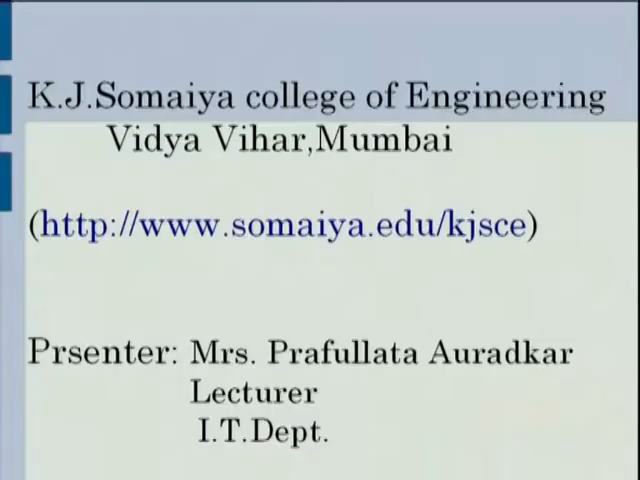 K.J.Somaiya college of Engineering
Vidya Vihar,Mumbai
(http://www.somaiya.edu/kjsce)
Prsenter: Mrs. Prafullata Auradkar
Lecturer
I.T.Dept.